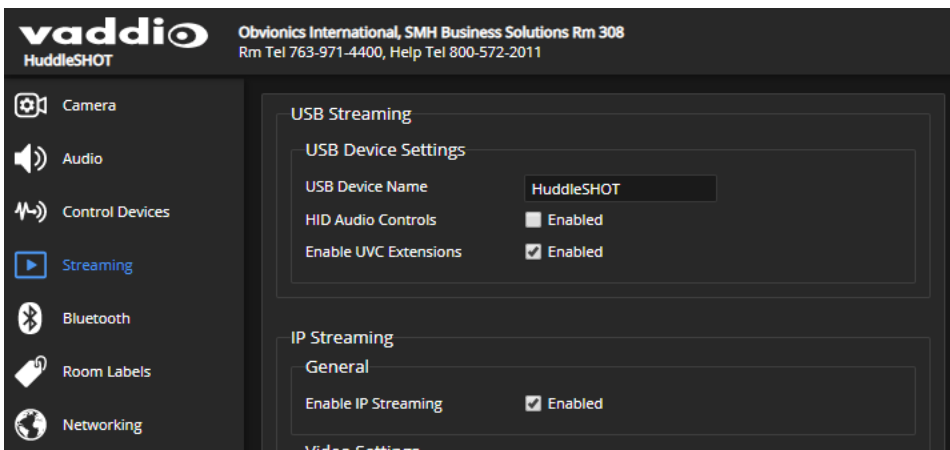 vaddio
HuddleSHOT
Obvionics International, SMH Business Solutions Rm 308
Rm Tel 763-971-4400, Help Tel 800-572-2011
Camera
Audio
Control Devices
Streaming
Bluetooth
Room Labels
Networking
USB Streaming
USB Device Settings
USB Device Name HuddleSHOT
HID Audio Controls Enabled
Enable UVC Extensions Enabled
IP Streaming
General
Enable IP Streaming Enabled
Video Settings